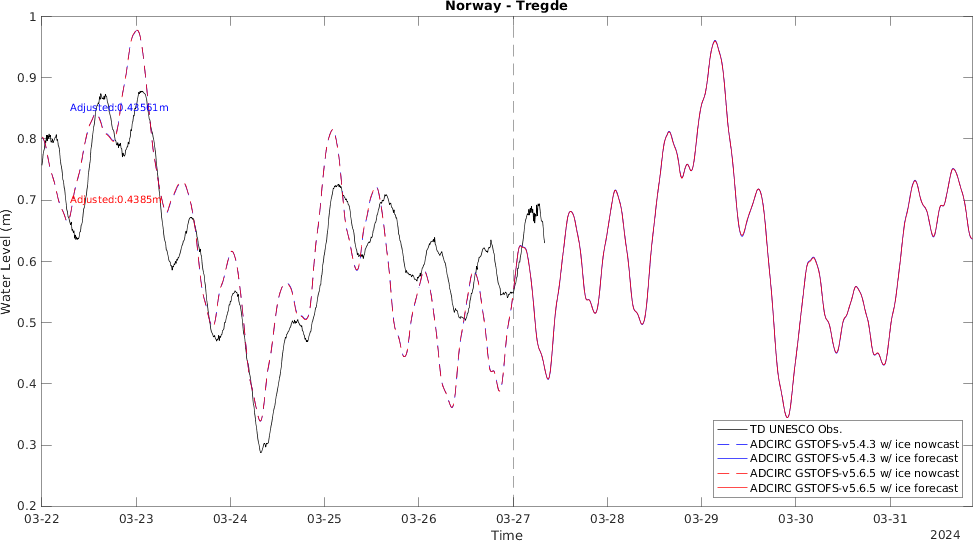 Norway - Tregde
1
0.9
0.8
0.7
0.6
0.5
0.4
0.3
0.2
Water Level (m)
Adjusted:0.43561m
Adjusted:0.4385m
TD UNESCO Obs.
ADCIRC GSTOFS-v5.4.3 w/ ice nowcast
ADCIRC GSTOFS-v5.4.3 w/ ice forecast
ADCIRC GSTOFS-v5.6.5 w/ ice nowcast
ADCIRC GSTOFS-v5.6.5 w/ ice forecast
03-22 03-23 03-24 03-25 03-26 03-27 03-28 03-29 03-30 03-31
Time
2024